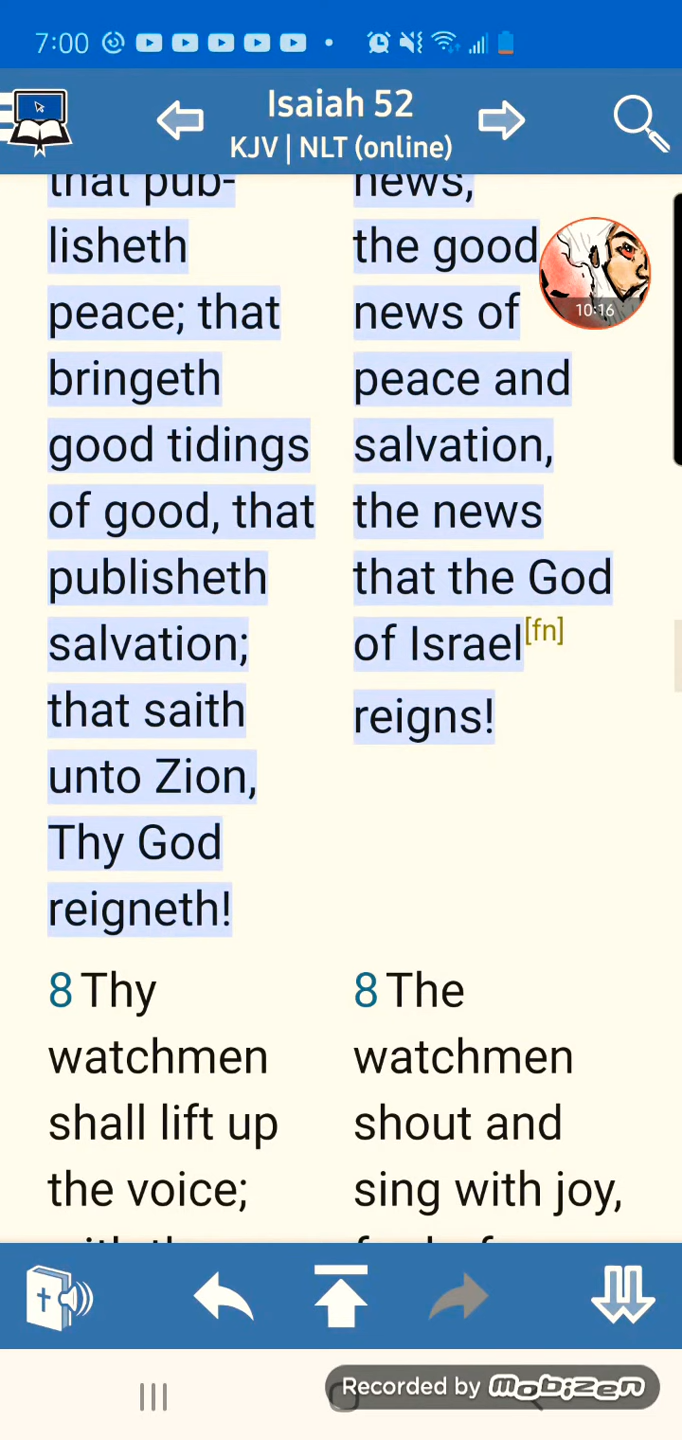 7:00
Isaiah 52
KJV | NLT (online)
that pub-
lisheth
peace; that
bringeth
good tidings
of good, that
publisheth
salvation;
that saith
unto Zion,
Thy God
reigneth!
8 Thy
watchmen
shall lift up
the voice;
news,
the good
news of
peace and
salvation,
the news
that the God
of Israel[fn]
reigns!
8 The
watchmen
shout and
sing with joy,
10:16
Recorded by Mobizen